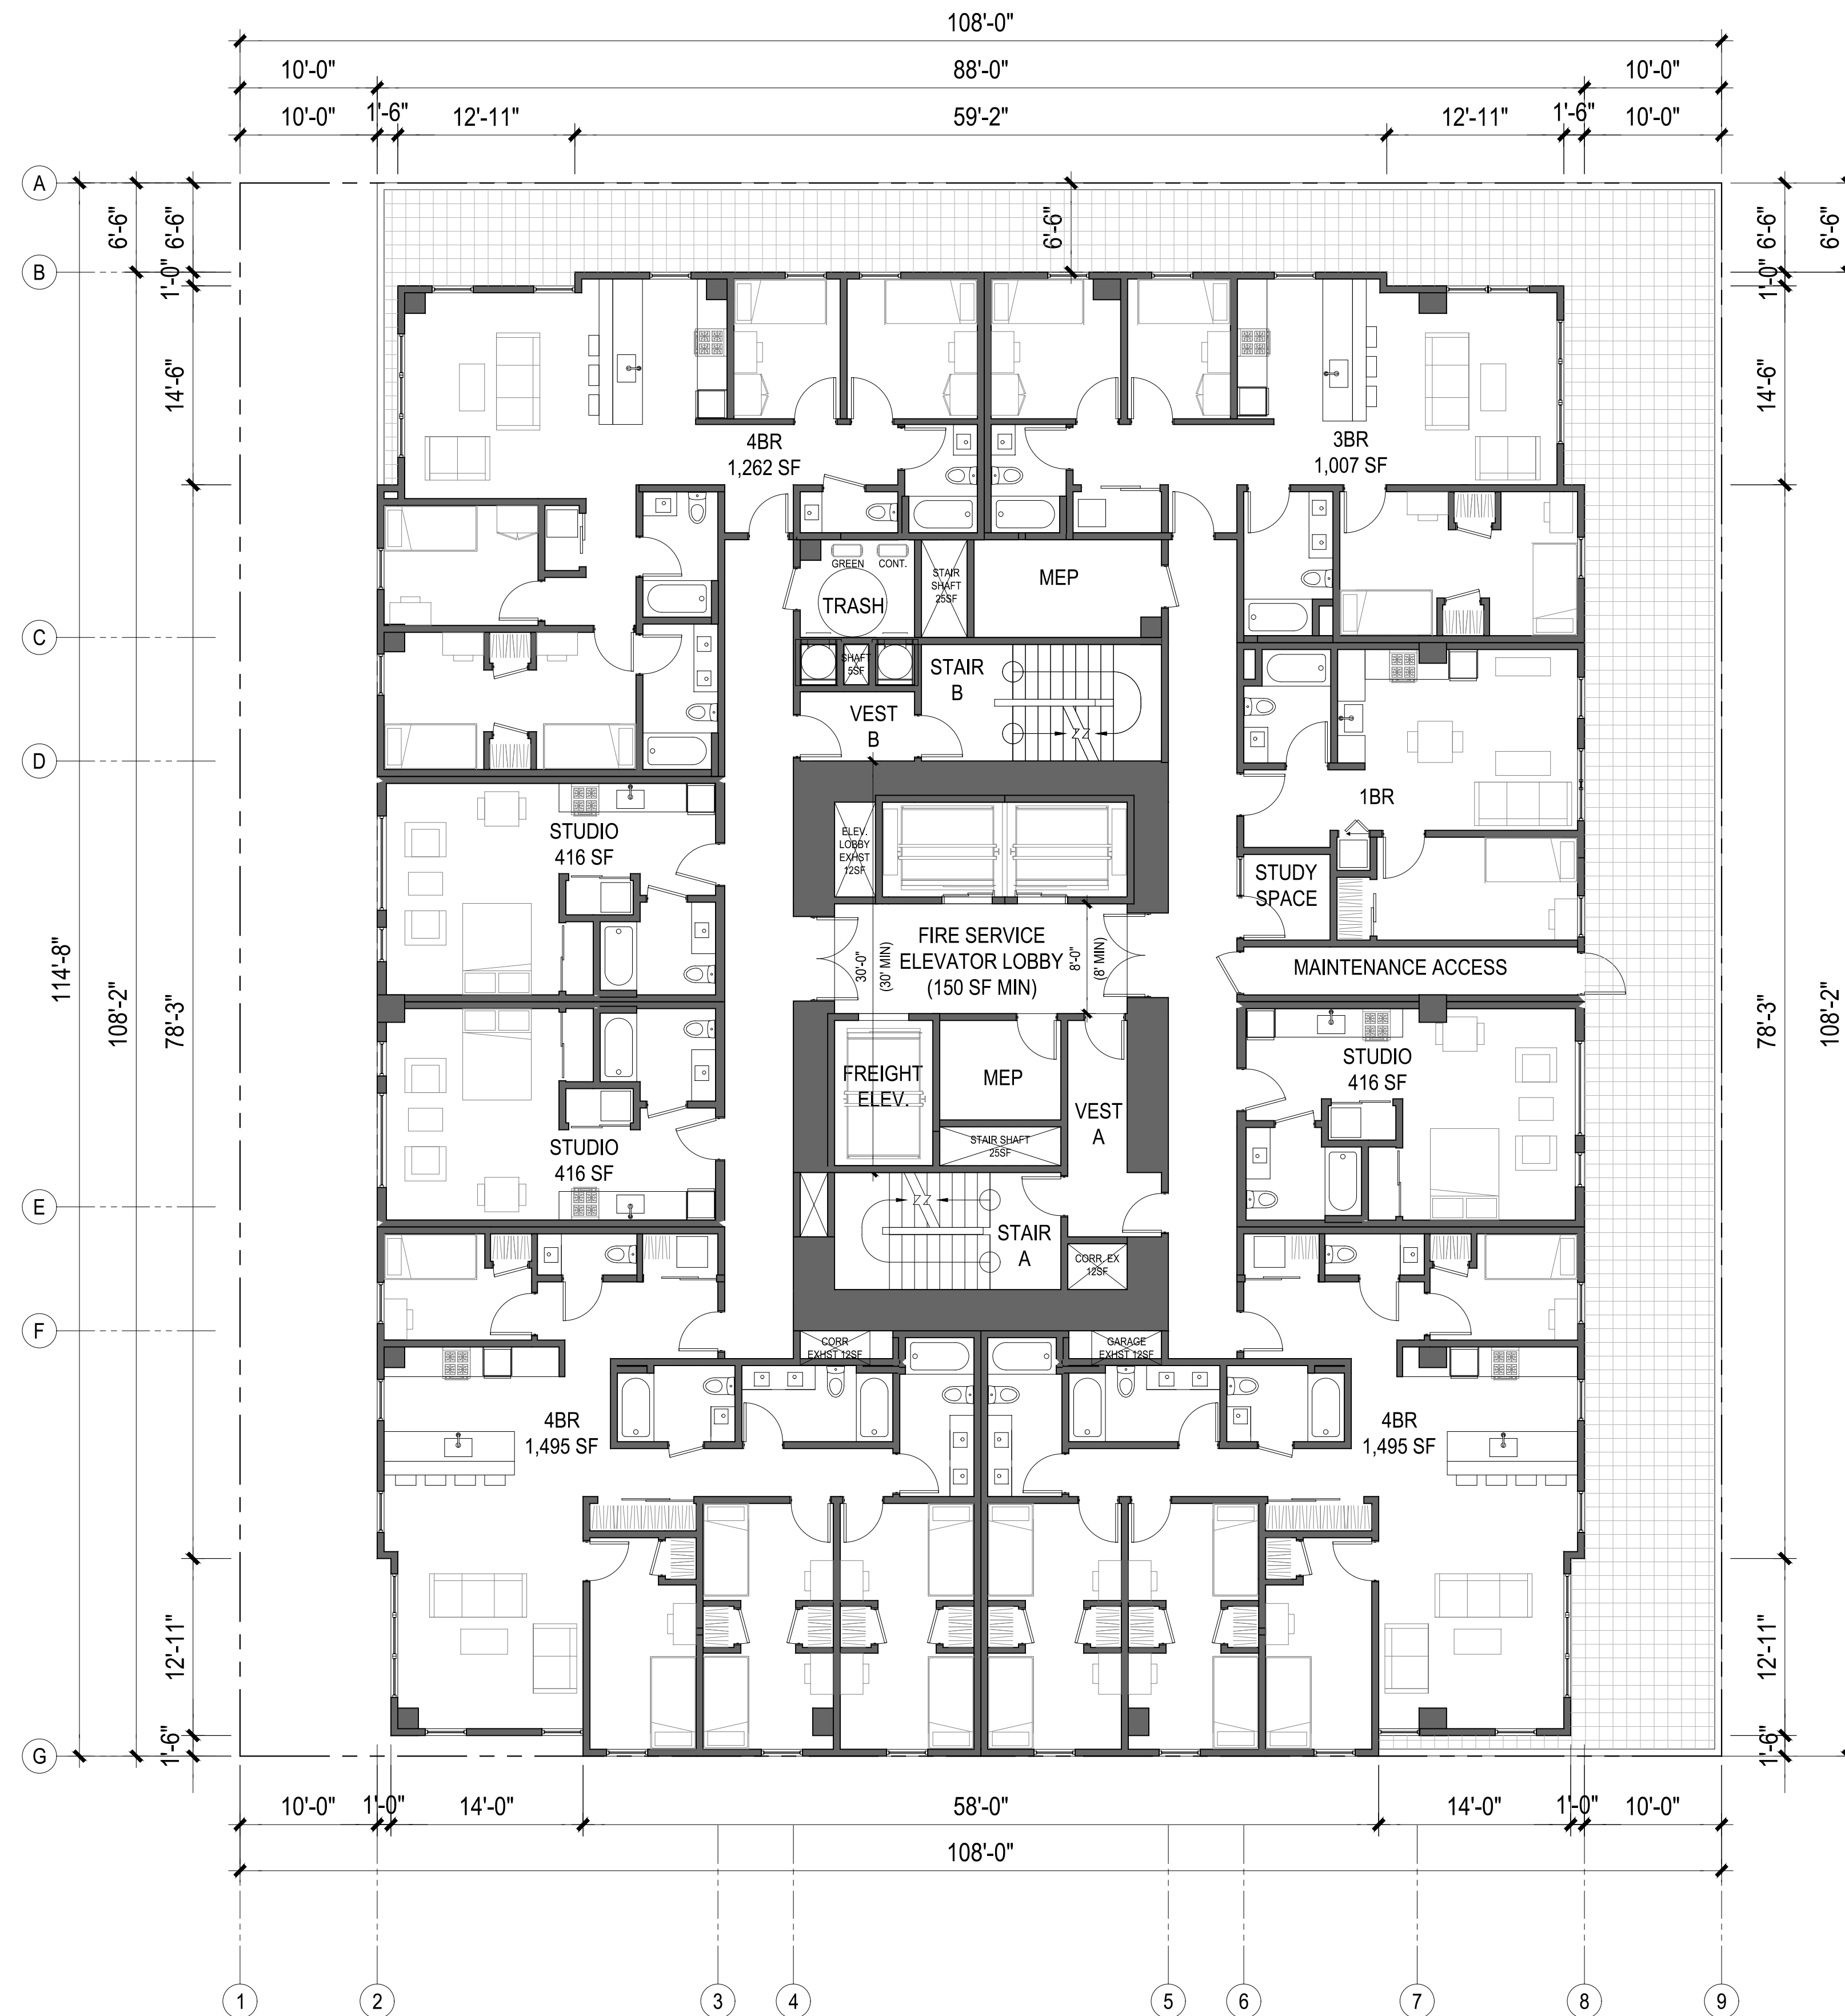 108'-0"
10'-0"
88'-0"
10'-0"
10'-0"
1'-6"
12'-11"
59'-2"
12'-11"
1'-6"
10'-0"
A
6'-6"
6'-6"
6'-6"
6'-6"
6'-6"
B
1'-0"
1'-0"
14'-6"
14'-6"
4BR
1,262 SF
3BR
1,007 SF
GREEN
CONT.
TRASH
STAIR
SHAFT
25SF
MEP
C
SHAFT
5SF
STAIR
B
VEST
B
D
STUDIO
416 SF
ELEV.
LOBBY
EXHST
12SF
1BR
STUDY
SPACE
114'-8"
108'-2"
78'-3"
30'-0"
(30' MIN)
FIRE SERVICE
ELEVATOR LOBBY
(150 SF MIN)
8'-0"
(8' MIN)
MAINTENANCE ACCESS
78'-3"
108'-2"
STUDIO
416 SF
FREIGHT
ELEV.
MEP
VEST
A
STUDIO
416 SF
STAIR SHAFT
25SF
E
STAIR
A
CORR. EX
12SF
F
CORR
EXHST 12SF
GARAGE
EXHST 12SF
4BR
1,495 SF
4BR
1,495 SF
12'-11"
12'-11"
1'-6"
1'-6"
G
10'-0"
1'-0"
14'-0"
58'-0"
14'-0"
1'-0"
10'-0"
108'-0"
1
2
3
4
5
6
7
8
9